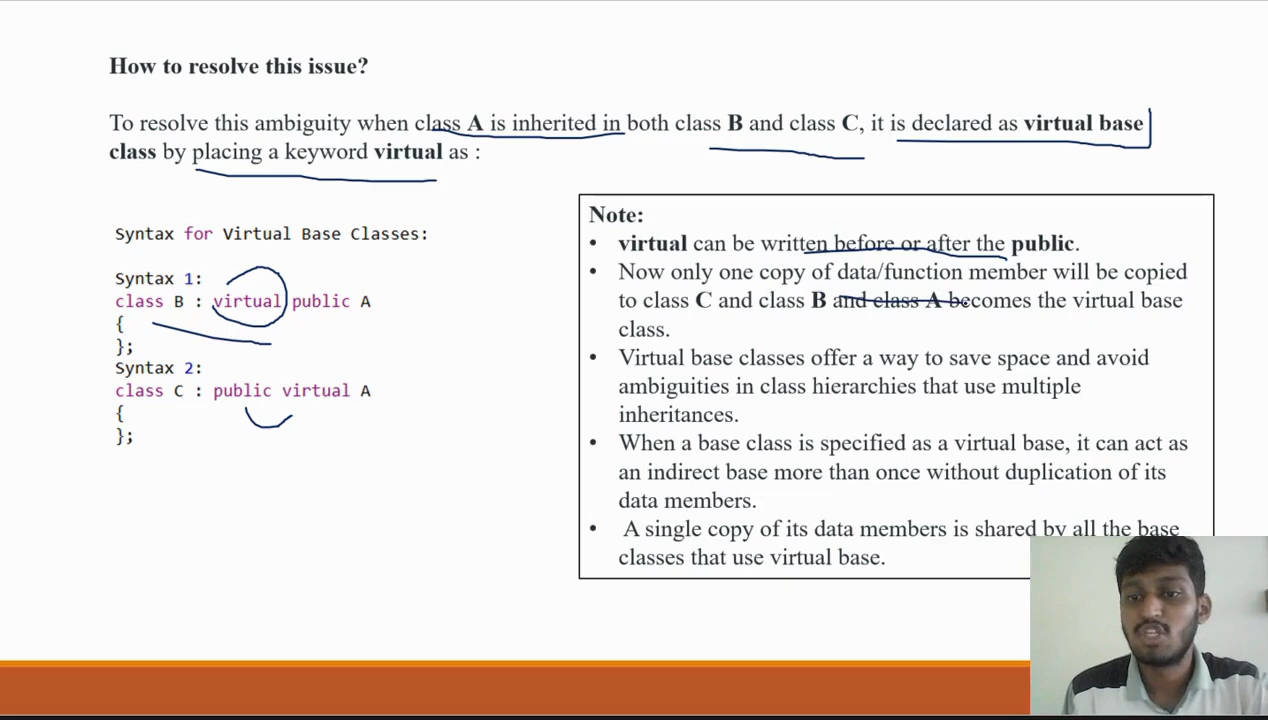 How to resolve this issue?
To resolve this ambiguity when class A is inherited in both class B and class C, it is declared as virtual base
class by placing a keyword virtual as :
Syntax for Virtual Base Classes:
Syntax 1:
class B : virtual public A
{
};
Syntax 2:
class C : public virtual A
{
};
Note:
• virtual can be written before or after the public.
• Now only one copy of data/function member will be copied
to class C and class B and class A becomes the virtual base
class.
• Virtual base classes offer a way to save space and avoid
ambiguities in class hierarchies that use multiple
inheritances.
• When a base class is specified as a virtual base, it can act as
an indirect base more than once without duplication of its
data members.
• A single copy of its data members is shared by all the base
classes that use virtual base.